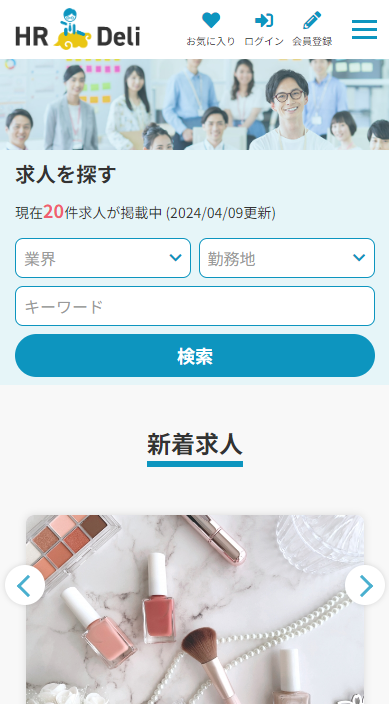 HR Deli
お気に入り ログイン 会員登録
求人を探す
現在20件求人が掲載中 (2024/04/09更新)
業界 勤務地
キーワード
検索
新着求人